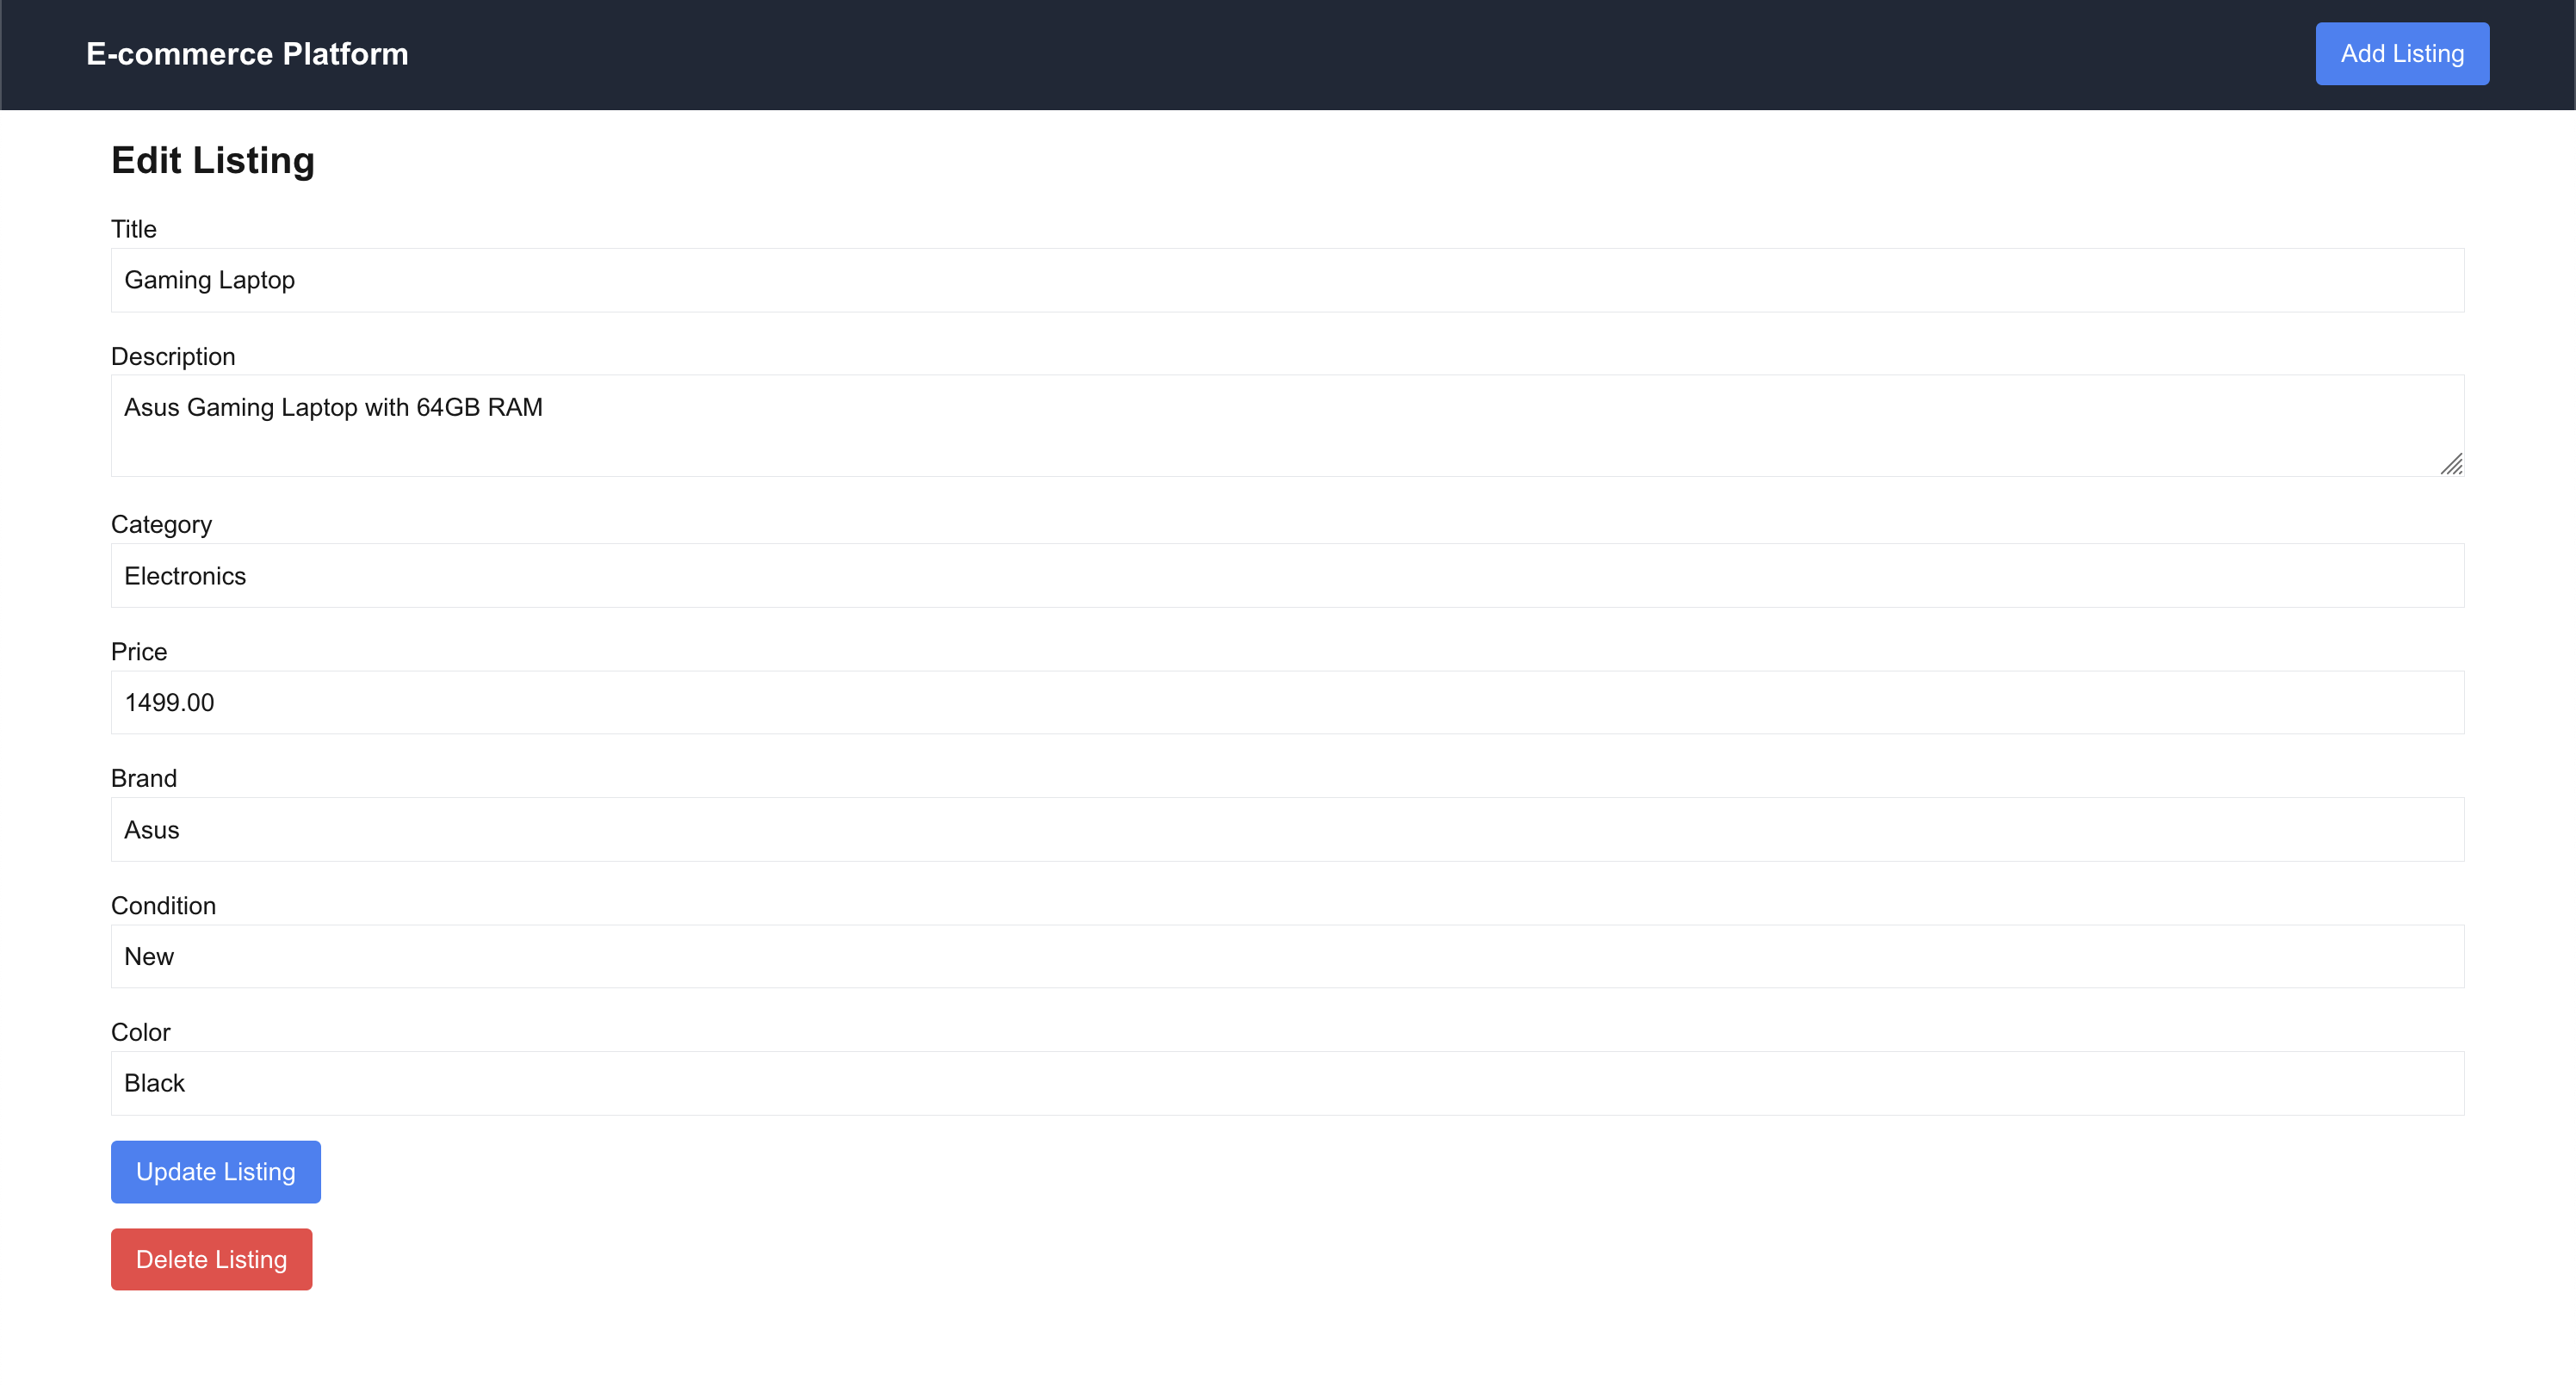 E-commerce Platform
Add Listing
Edit Listing
Title
Gaming Laptop
Description
Asus Gaming Laptop with 64GB RAM
Category
Electronics
Price
1499.00
Brand
Asus
Condition
New
Color
Black
Update Listing
Delete Listing